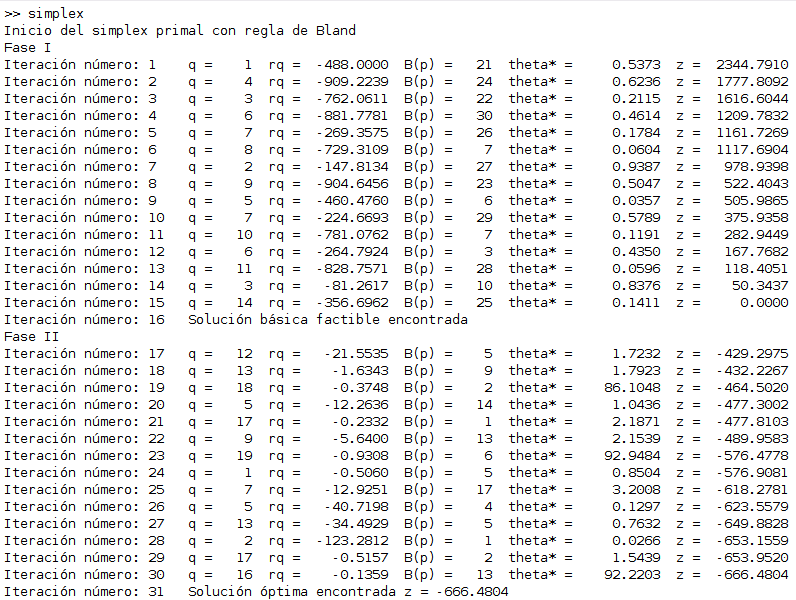 >> simplex
Inicio del simplex primal con regla de Bland
Fase I
Iteración número: 1    q =    1  rq =  -488.0000  B(p) =   21  theta* =     0.5373  z =  2344.7910
Iteración número: 2    q =    4  rq =  -909.2239  B(p) =   24  theta* =     0.6236  z =  1777.8092
Iteración número: 3    q =    3  rq =  -762.0611  B(p) =   22  theta* =     0.2115  z =  1616.6044
Iteración número: 4    q =    6  rq =  -881.7781  B(p) =   30  theta* =     0.4614  z =  1209.7832
Iteración número: 5    q =    7  rq =  -269.3575  B(p) =   26  theta* =     0.1784  z =  1161.7269
Iteración número: 6    q =    8  rq =  -729.3109  B(p) =    7  theta* =     0.0604  z =  1117.6904
Iteración número: 7    q =    2  rq =  -147.8134  B(p) =   27  theta* =     0.9387  z =   978.9398
Iteración número: 8    q =    9  rq =  -904.6456  B(p) =   23  theta* =     0.5047  z =   522.4043
Iteración número: 9    q =    5  rq =  -460.4760  B(p) =    6  theta* =     0.0357  z =   505.9865
Iteración número: 10   q =    7  rq =  -224.6693  B(p) =   29  theta* =     0.5789  z =   375.9358
Iteración número: 11   q =   10  rq =  -781.0762  B(p) =    7  theta* =     0.1191  z =   282.9449
Iteración número: 12   q =    6  rq =  -264.7924  B(p) =    3  theta* =     0.4350  z =   167.7682
Iteración número: 13   q =   11  rq =  -828.7571  B(p) =   28  theta* =     0.0596  z =   118.4051
Iteración número: 14   q =    3  rq =   -81.2617  B(p) =   10  theta* =     0.8376  z =    50.3437
Iteración número: 15   q =   14  rq =  -356.6962  B(p) =   25  theta* =     0.1411  z =     0.0000
Iteración número: 16   Solución básica factible encontrada
Fase II
Iteración número: 17   q =   12  rq =   -21.5535  B(p) =    5  theta* =     1.7232  z =  -429.2975
Iteración número: 18   q =   13  rq =    -1.6343  B(p) =    9  theta* =     1.7923  z =  -432.2267
Iteración número: 19   q =   18  rq =    -0.3748  B(p) =    2  theta* =    86.1048  z =  -464.5020
Iteración número: 20   q =    5  rq =   -12.2636  B(p) =   14  theta* =     1.0436  z =  -477.3002
Iteración número: 21   q =   17  rq =    -0.2332  B(p) =    1  theta* =     2.1871  z =  -477.8103
Iteración número: 22   q =    9  rq =    -5.6400  B(p) =   13  theta* =     2.1539  z =  -489.9583
Iteración número: 23   q =   19  rq =    -0.9308  B(p) =    6  theta* =    92.9484  z =  -576.4778
Iteración número: 24   q =    1  rq =    -0.5060  B(p) =    5  theta* =     0.8504  z =  -576.9081
Iteración número: 25   q =    7  rq =   -12.9251  B(p) =   17  theta* =     3.2008  z =  -618.2781
Iteración número: 26   q =    5  rq =   -40.7198  B(p) =    4  theta* =     0.1297  z =  -623.5579
Iteración número: 27   q =   13  rq =   -34.4929  B(p) =    5  theta* =     0.7632  z =  -649.8828
Iteración número: 28   q =    2  rq =  -123.2812  B(p) =    1  theta* =     0.0266  z =  -653.1559
Iteración número: 29   q =   17  rq =    -0.5157  B(p) =    2  theta* =     1.5439  z =  -653.9520
Iteración número: 30   q =   16  rq =    -0.1359  B(p) =   13  theta* =    92.2203  z =  -666.4804
Iteración número: 31   Solución óptima encontrada z = -666.4804